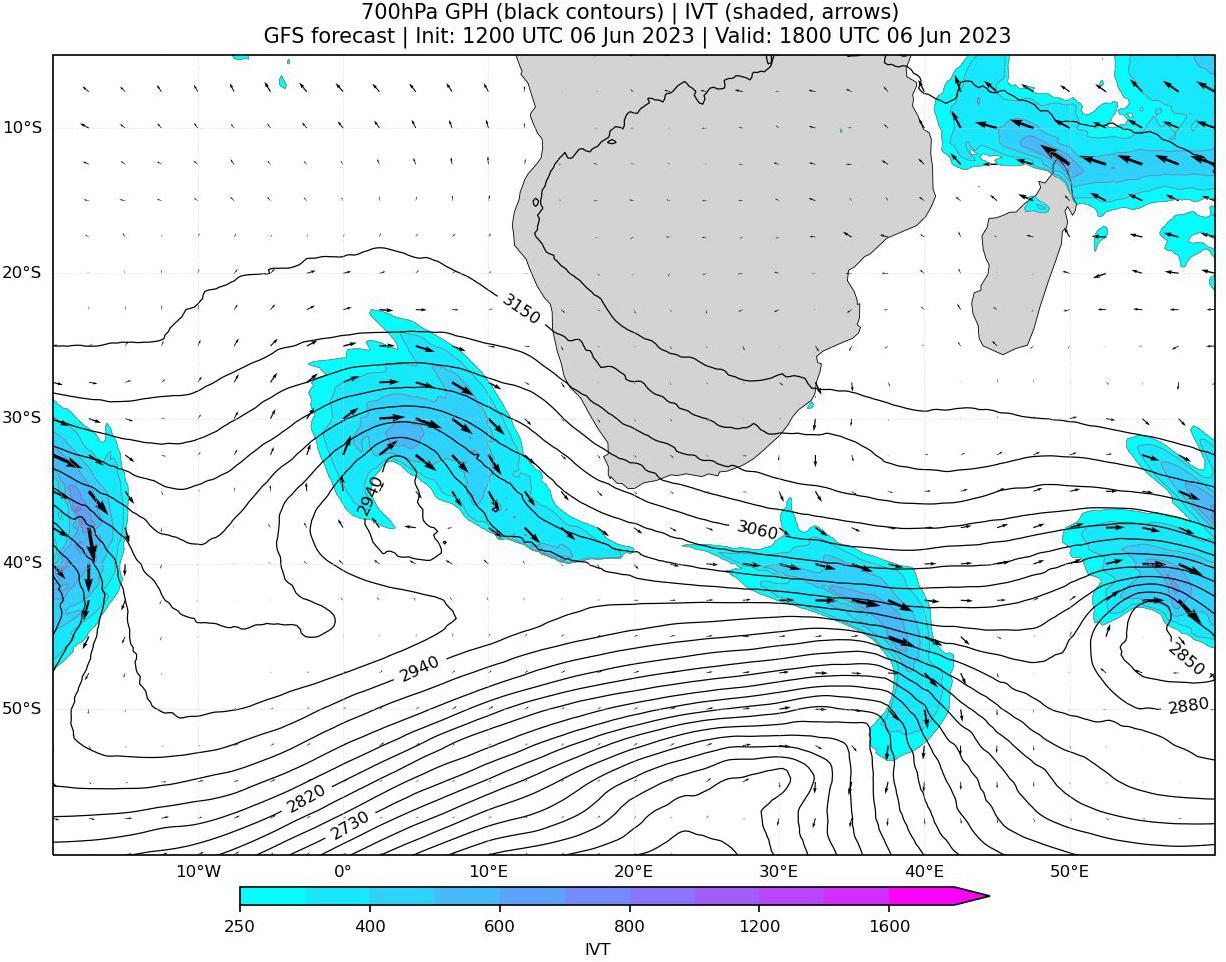 700hPa GPH (black contours) | IVT (shaded, arrows)
GFS forecast | Init: 1200 UTC 06 Jun 2023 | Valid: 1800 UTC 06 Jun 2023
10°S
20°S
3150
30°S
2940
3060
40°S
2940
2850
50°S
2880
2820
2730
10°W 0° 10°E 20°E 30°E 40°E 50°E
250 400 600 800 1200 1600
IVT